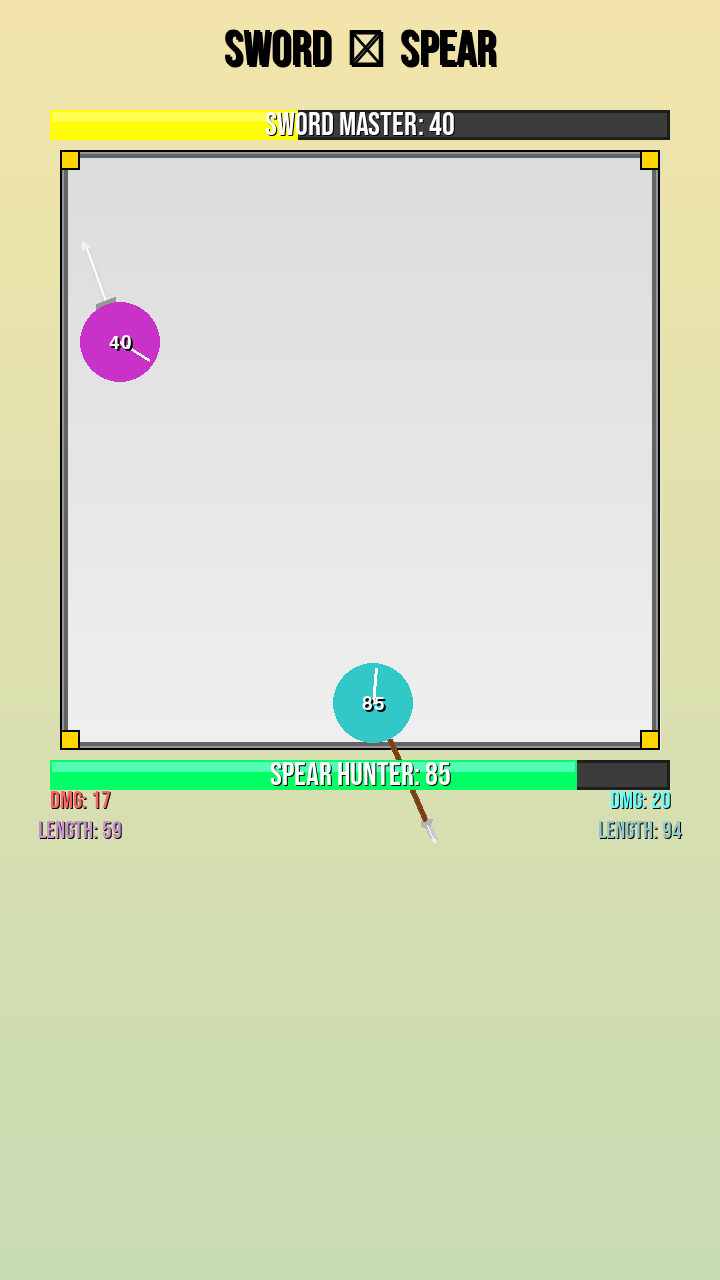 SWORD SPEAR
SWORD MASTER: 40
40
85
SPEAR HUNTER: 85
DMG: 17
DMG: 20
LENGTH: 59
LENGTH: 94